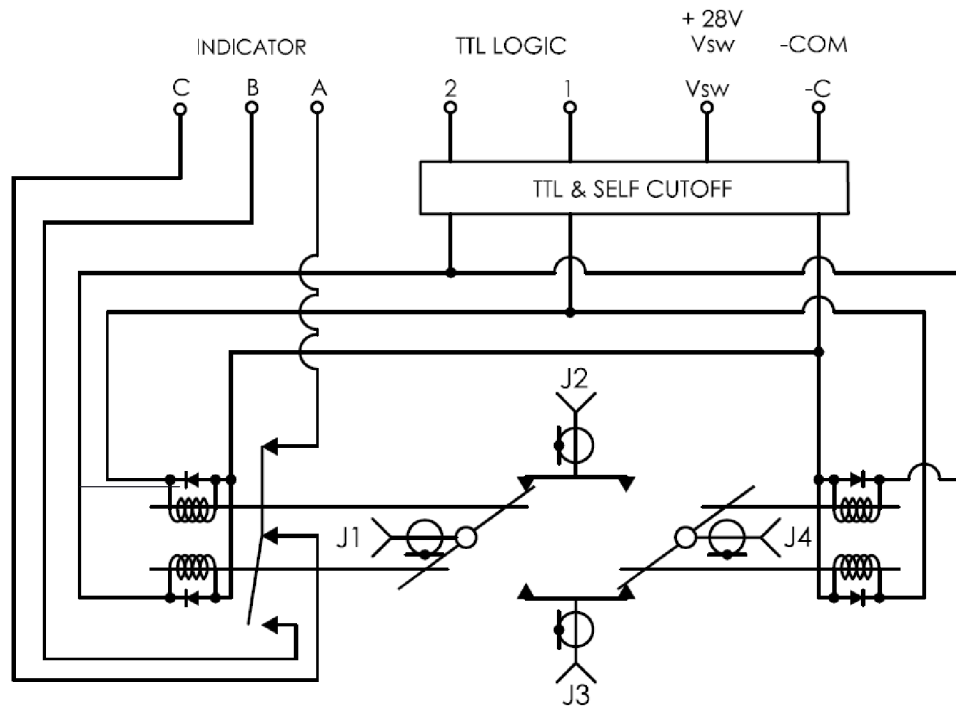 + 28V
INDICATOR TTL LOGIC Vsw -COM
C B A 2 1 Vsw -C
TTL & SELF CUTOFF
J2
J1 J4
J3